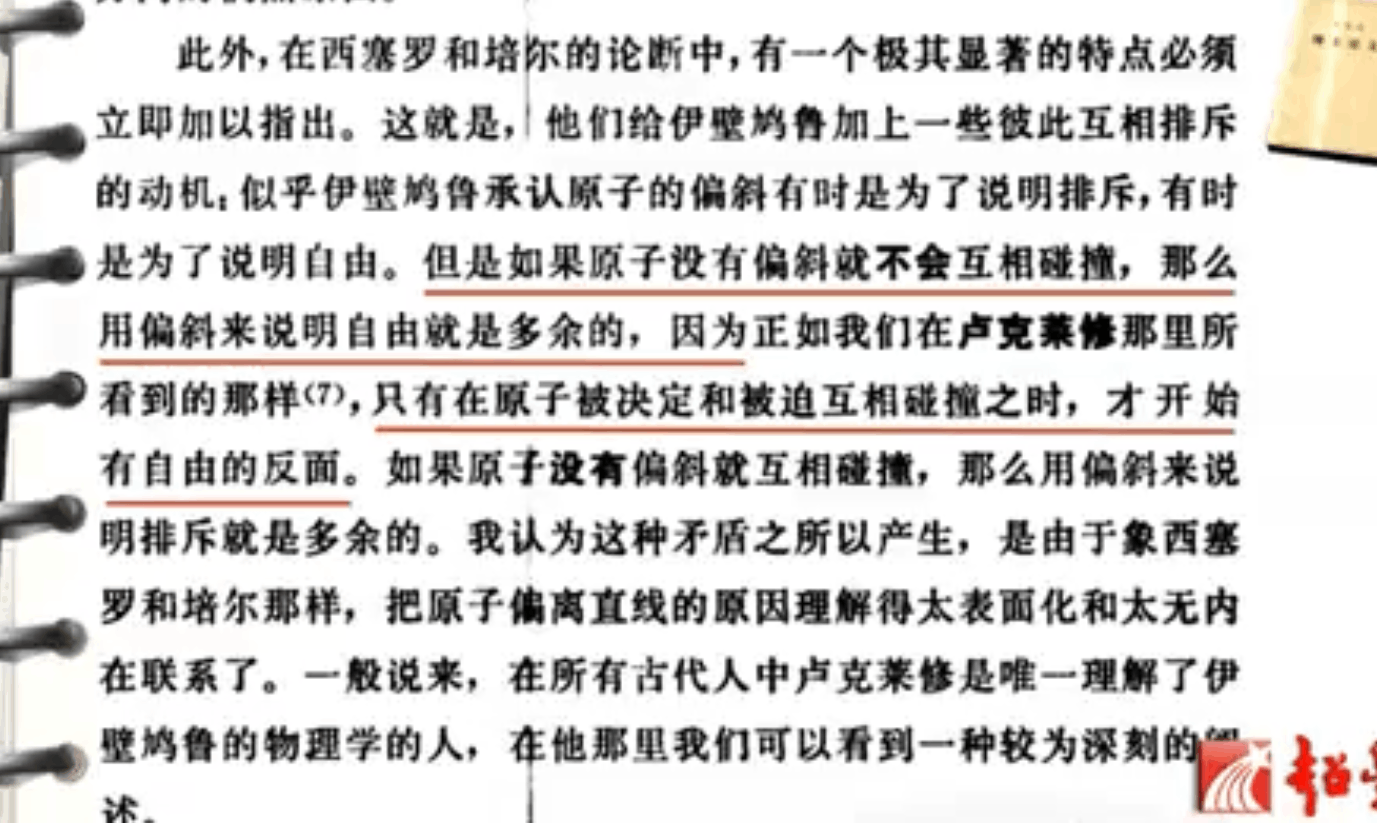 此外，在西塞罗和培尔的论断中，有一个极其显著的特点必须
立即加以指出。这就是，他们给伊壁鸠鲁加上一些彼此互相排斥
的动机：似乎伊壁鸠鲁承认原子的偏斜有时是为了说明排斥，有时
是为了说明自由。但是如果原子没有偏斜就不会互相碰撞，那么
用偏斜来说明自由就是多余的，因为正如我们在卢克莱修那里所
看到的那样(7)，只有在原子被决定和被迫互相碰撞之时，才开始
有自由的反面。如果原子没有偏斜就互相碰撞，那么用偏斜来说
明排斥就是多余的。我认为这种矛盾之所以产生，是由于象西塞
罗和培尔那样，把原子偏离直线的原因理解得太表面化和太无内
在联系了。一般说来，在所有古代人中卢克莱修是唯一理解了伊
壁鸠鲁的物理学的人，在他那里我们可以看到一种较为深刻的
述。